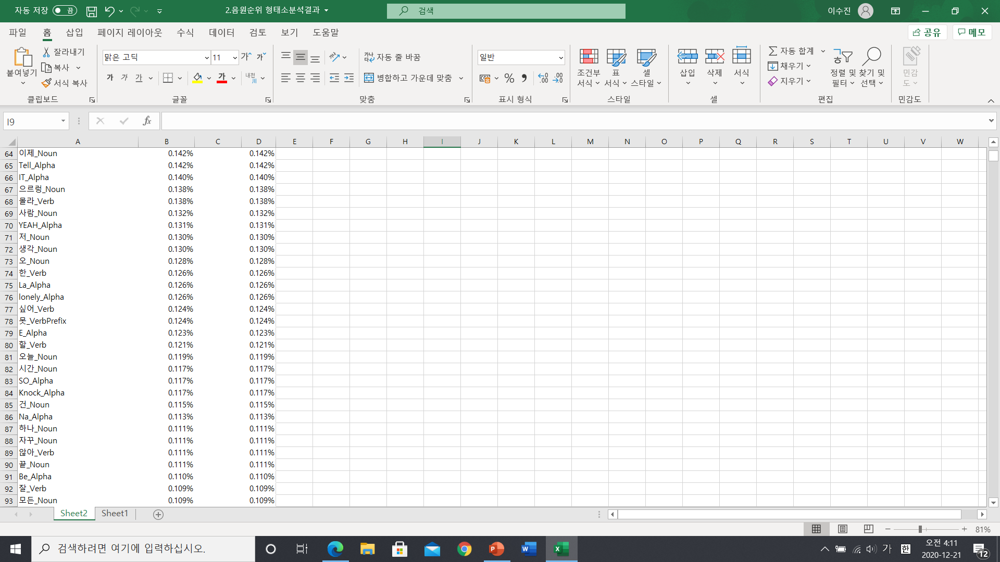 자동 저장 끔 2.음원순위 형태소분석결과 검색 이수진
파일 홈 삽입 페이지 레이아웃 수식 데이터 검토 보기 도움말 공유 메모
붙여넣기 잘라내기 복사 서식 복사
클립보드
맑은 고딕 11 가 가
가 가 가 가 내천 川
글꼴
가나다 자동 줄 바꿈
병합하고 가운데 맞춤
맞춤
일반
% 9 .00 .00
표시 형식
조건부 서식 표 서식 셀 스타일
스타일
삽입 삭제 서식
셀
자동 합계 채우기 지우기 정렬 및 필터 찾기 및 선택
편집
민감도
민감도
I9 fx
A B C D E F G H I J K L M N O P Q R S T U V W
64 이제_Noun 0.142% 0.142%
65 Tell_Alpha 0.142% 0.142%
66 IT_Alpha 0.140% 0.140%
67 으르렁_Noun 0.138% 0.138%
68 몰라_Verb 0.138% 0.138%
69 사람_Noun 0.132% 0.132%
70 YEAH_Alpha 0.131% 0.131%
71 저_Noun 0.130% 0.130%
72 생각_Noun 0.130% 0.130%
73 오_Noun 0.128% 0.128%
74 한_Verb 0.126% 0.126%
75 La_Alpha 0.126% 0.126%
76 lonely_Alpha 0.126% 0.126%
77 싶어_Verb 0.124% 0.124%
78 못_VerbPrefix 0.124% 0.124%
79 E_Alpha 0.123% 0.123%
80 할_Verb 0.121% 0.121%
81 오늘_Noun 0.119% 0.119%
82 시간_Noun 0.117% 0.117%
83 SO_Alpha 0.117% 0.117%
84 Knock_Alpha 0.117% 0.117%
85 건_Noun 0.115% 0.115%
86 Na_Alpha 0.113% 0.113%
87 하나_Noun 0.111% 0.111%
88 자꾸_Noun 0.111% 0.111%
89 않아_Verb 0.111% 0.111%
90 끝_Noun 0.111% 0.111%
91 Be_Alpha 0.110% 0.110%
92 잘_Verb 0.109% 0.109%
93 모든_Noun 0.109% 0.109%
Sheet2 Sheet1
81%
검색하려면 여기에 입력하십시오. 가 한 오전 4:11
2020-12-21 12